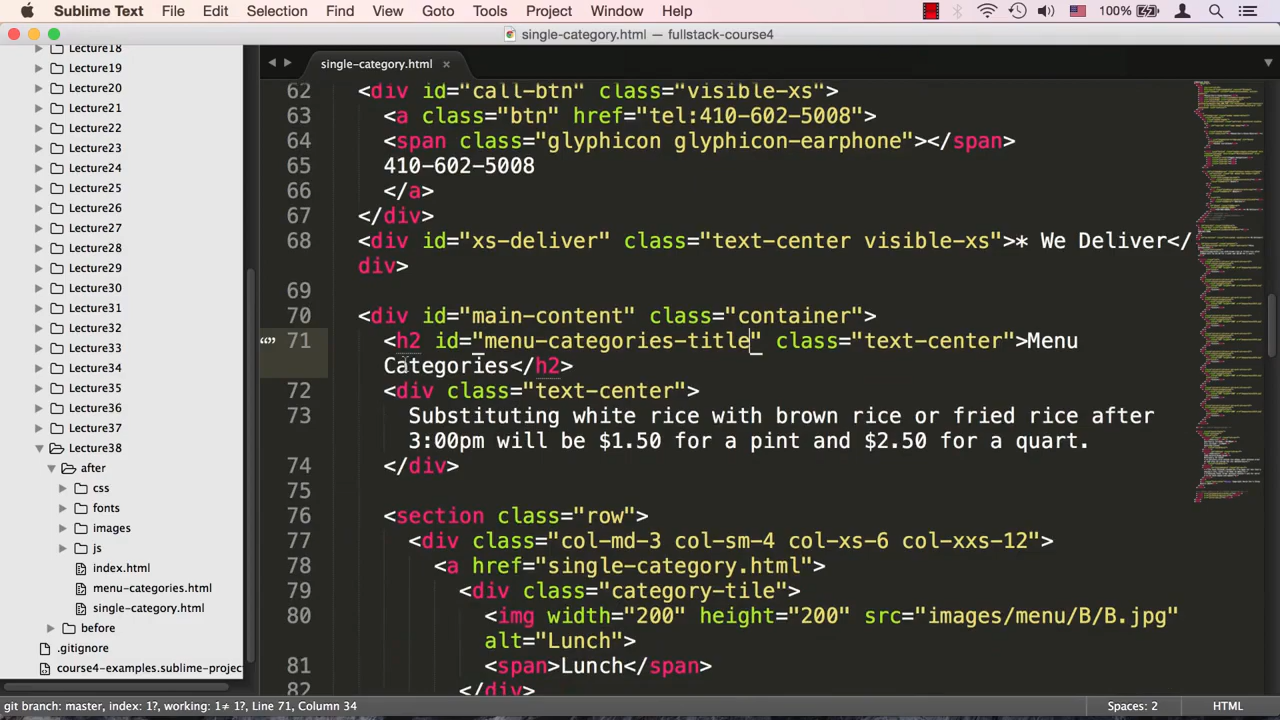 Sublime Text File Edit Selection Find View Goto Tools Project Window Help 100%
single-category.html — fullstack-course4
single-category.html ×
Lecture18
Lecture19
Lecture20
Lecture21
Lecture22
Lecture23
Lecture24
Lecture25
Lecture26
Lecture27
Lecture28
Lecture29
Lecture30
Lecture31
Lecture32
Lecture33
Lecture34
Lecture35
Lecture36
Lecture37
Lecture38
after
css
fonts
images
js
index.html
menu-categories.html
single-category.html
before
.gitignore
course4-examples.sublime-projec
62 <div id="call-btn" class="visible-xs">
63 <a class="btn" href="tel:410-602-5008">
64 <span class="glyphicon glyphicon-earphone"></span>
65 410-602-5008
66 </a>
67 </div>
68 <div id="xs-deliver" class="text-center visible-xs">* We Deliver</
div>
69
70 <div id="main-content" class="container">
71 <h2 id="menu-categories-title" class="text-center">Menu
Categories</h2>
72 <div class="text-center">
73 Substituting white rice with brown rice or fried rice after
3:00pm will be $1.50 for a pint and $2.50 for a quart.
74 </div>
75
76 <section class="row">
77 <div class="col-md-3 col-sm-4 col-xs-6 col-xxs-12">
78 <a href="single-category.html">
79 <div class="category-tile">
80 <img width="200" height="200" src="images/menu/B/B.jpg"
alt="Lunch">
81 <span>Lunch</span>
82 </div>
git branch: master, index: 1?, working: 1≠ 1?, Line 71, Column 34
Spaces: 2 HTML